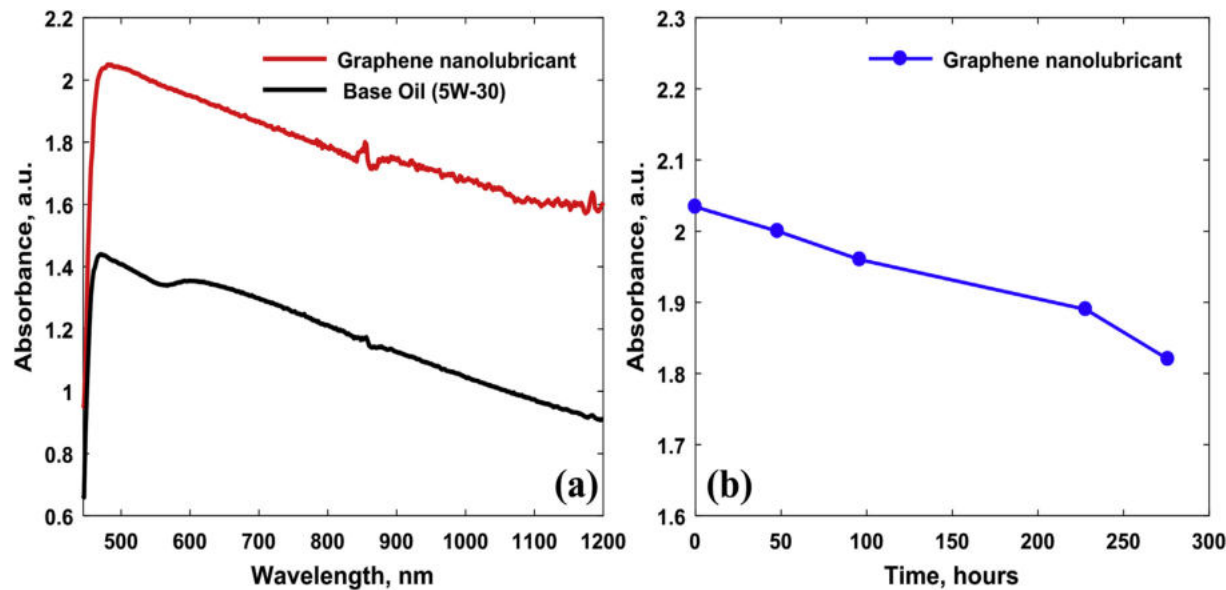 2.2
2
1.8
1.6
1.4
1.2
1
0.8
0.6
Absorbance, a.u.
Graphene nanolubricant
Base Oil (5W-30)
(a)
500 600 700 800 900 1000 1100 1200
Wavelength, nm
2.3
2.2
2.1
2
1.9
1.8
1.7
1.6
Absorbance, a.u.
Graphene nanolubricant
(b)
0 50 100 150 200 250 300
Time, hours